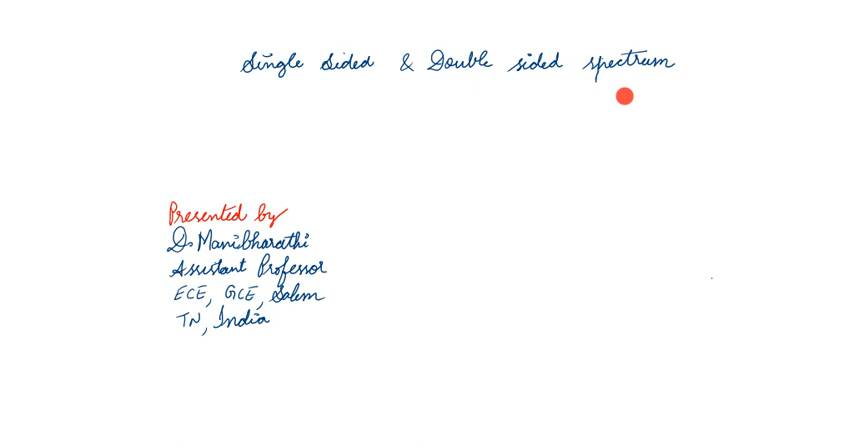 Single sided & Double sided spectrum
Presented by
D. Manibharathi
Assistant Professor
ECE, GCE, Salem
TN, India